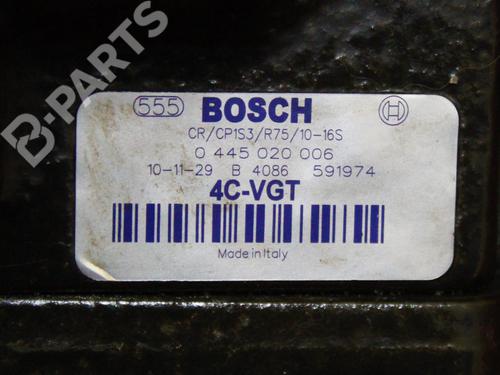 B-PARTS
555 BOSCH
CR/CP1S3/R75/10-16S
0 445 020 006
10-11-29 B 4086 591974
4C-VGT
Made in Italy